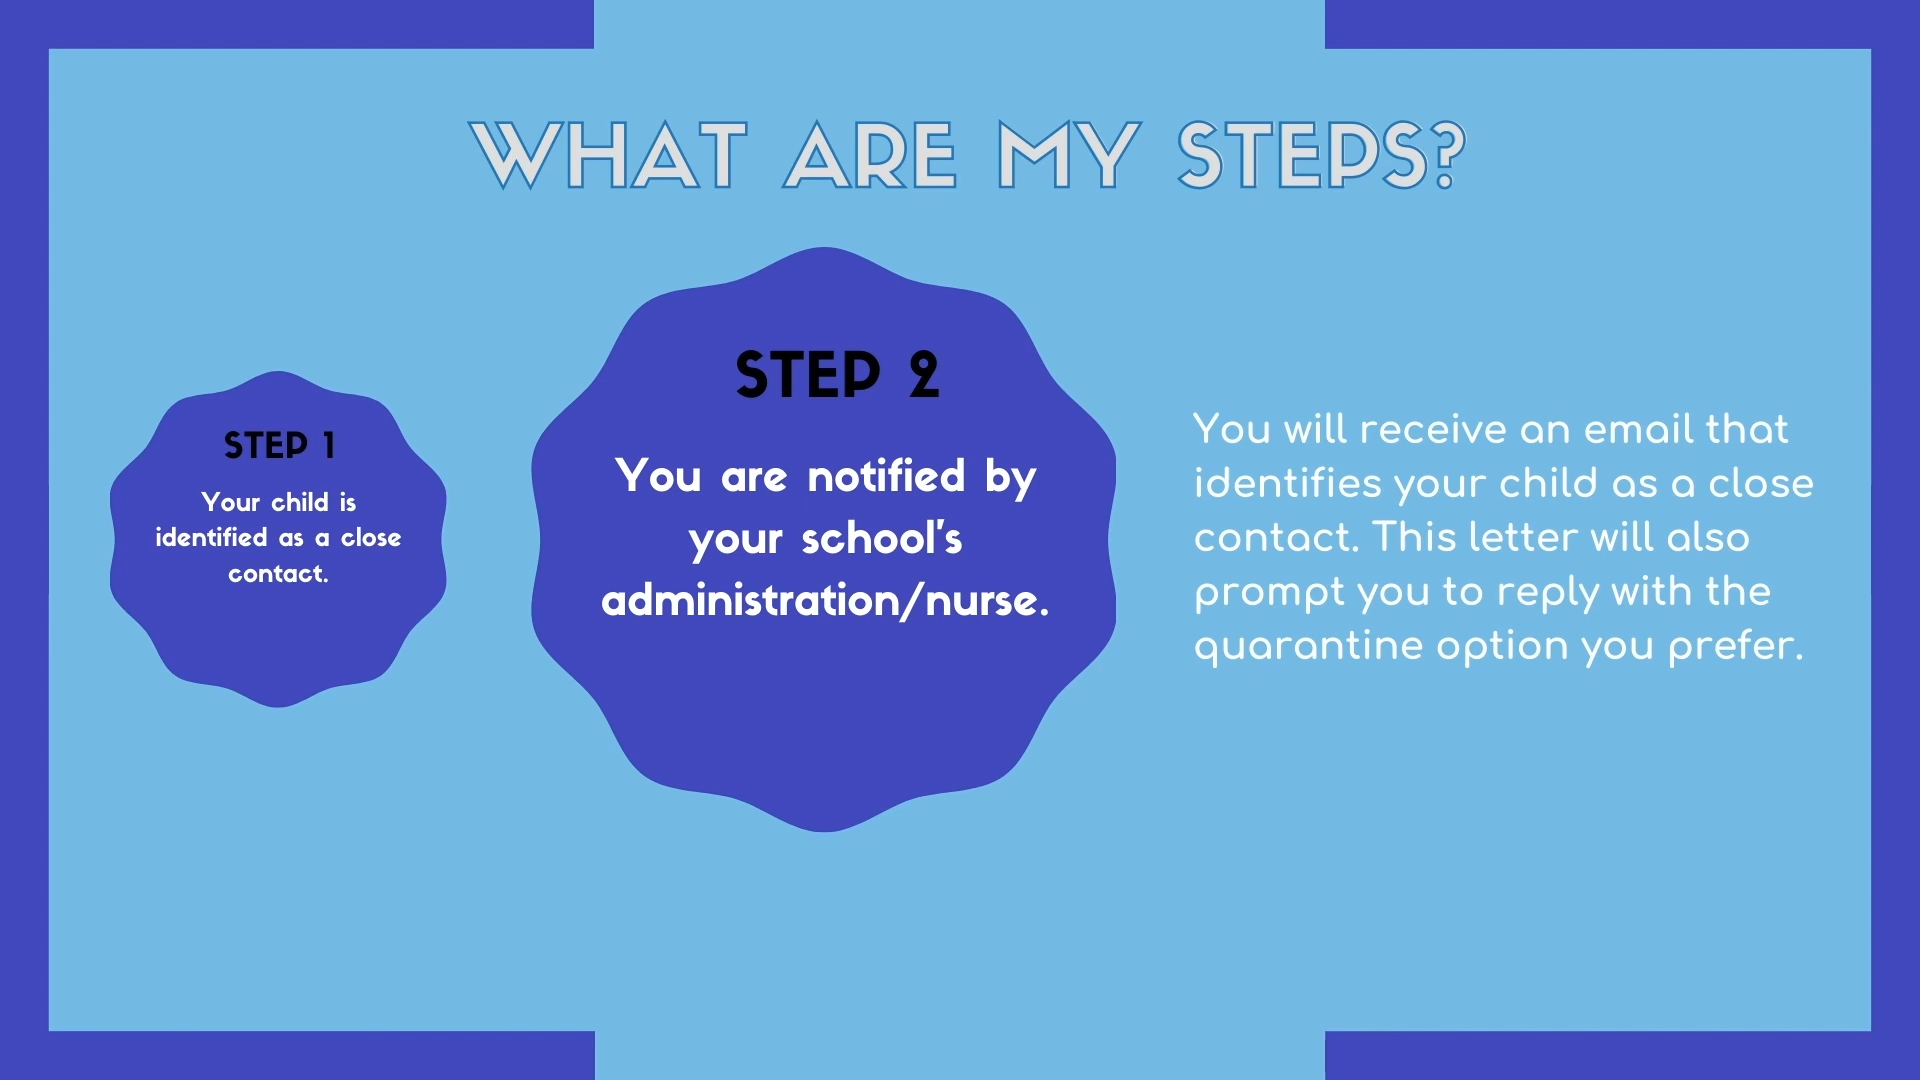 WHAT ARE MY STEPS?
STEP 1
Your child is
identified as a close
contact.
STEP 2
You are notified by
your school's
administration/nurse.
You will receive an email that
identifies your child as a close
contact. This letter will also
prompt you to reply with the
quarantine option you prefer.